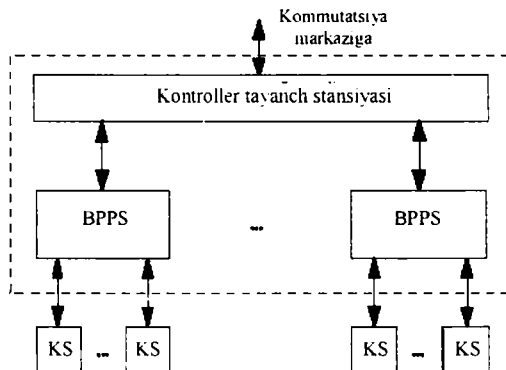 Kommutatsiya
markaziga
Kontroller tayanch stansiyasi
BPPS ... BPPS
KS ... KS KS ... KS